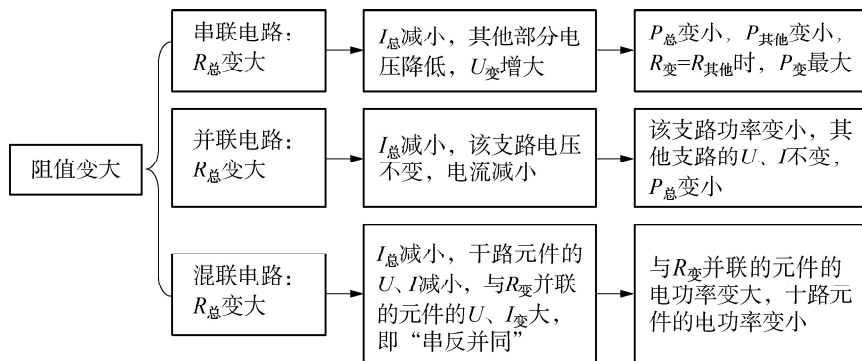 阻值变大
串联电路：
R总变大
I总减小，其他部分电
压降低，U变增大
P总变小，P其他变小，
R变=R其他时，P变最大
并联电路：
R总变大
I总减小，该支路电压
不变，电流减小
该支路功率变小，其
他支路的U、I不变，
P总变小
混联电路：
R总变大
I总减小，干路元件的
U、I减小，与R变并联
的元件的U、I变大，
即“串反并同”
与R变并联的元件的
电功率变大，十路元
件的电功率变小